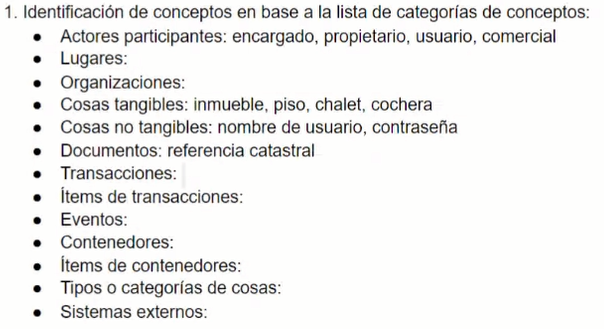 1. Identificación de conceptos en base a la lista de categorías de conceptos:
● Actores participantes: encargado, propietario, usuario, comercial
● Lugares:
● Organizaciones:
● Cosas tangibles: inmueble, piso, chalet, cochera
● Cosas no tangibles: nombre de usuario, contraseña
● Documentos: referencia catastral
● Transacciones:
● Ítems de transacciones:
● Eventos:
● Contenedores:
● Ítems de contenedores:
● Tipos o categorías de cosas:
● Sistemas externos: